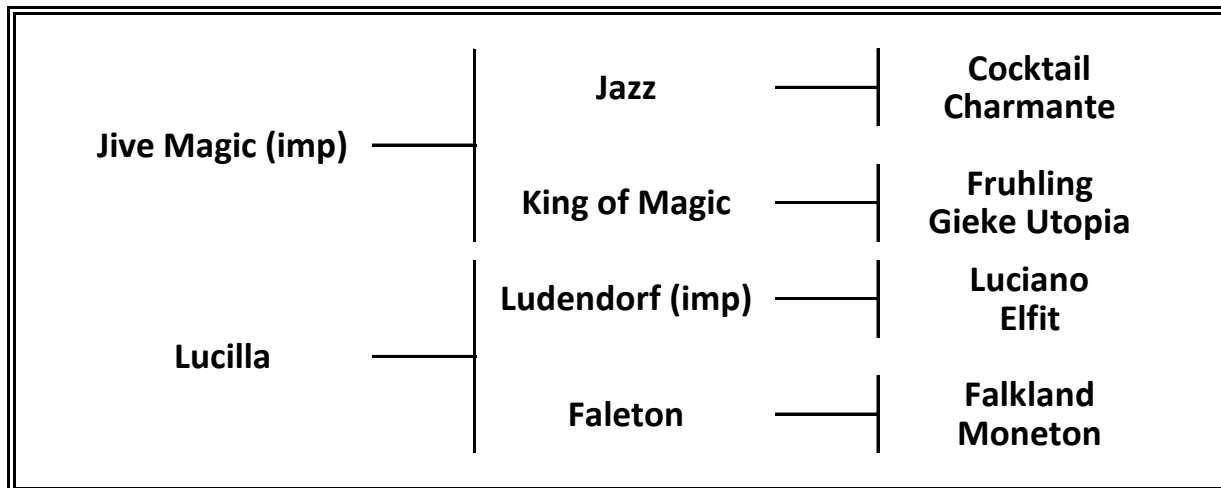 Jive Magic (imp)
Jazz
Cocktail
Charmante
King of Magic
Fruhling
Gieke Utopia
Lucilla
Ludendorf (imp)
Luciano
Elfit
Faleton
Falkland
Moneton